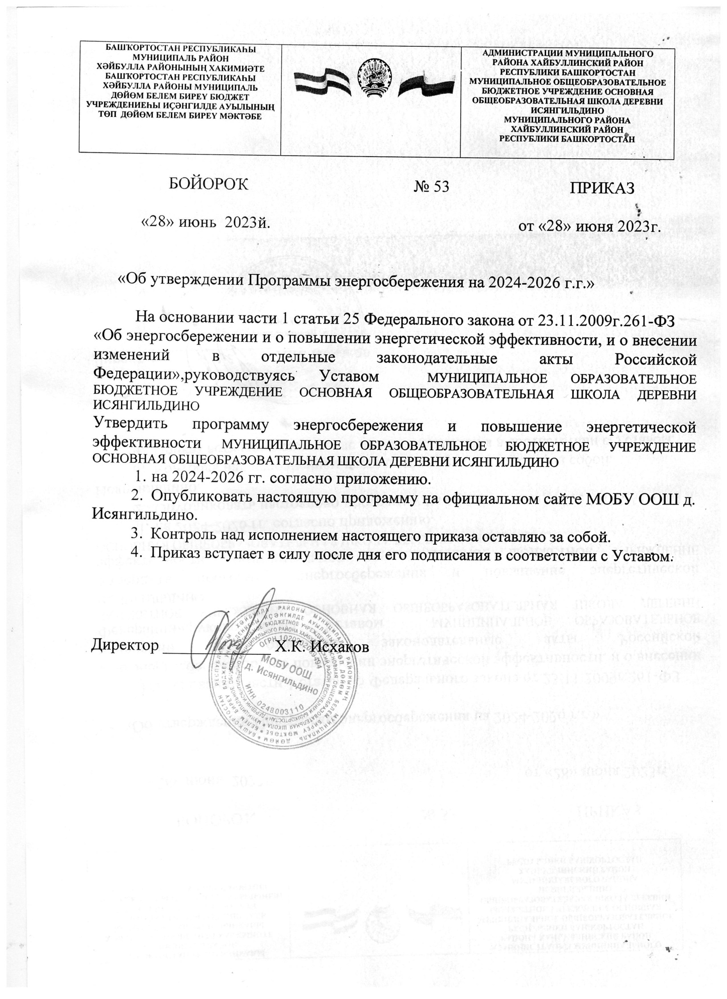 БАШҠОРТОСТАН РЕСПУБЛИКАҺЫ
МУНИЦИПАЛЬ РАЙОН
ХӘЙБУЛЛА РАЙОНЫНЫҢ ХАКИМИӘТЕ
БАШҠОРТОСТАН РЕСПУБЛИКАҺЫ
ХӘЙБУЛЛА РАЙОНЫ МУНИЦИПАЛЬ
ДӨЙӨМ БЕЛЕМ БИРЕҮ БЮДЖЕТ
УЧРЕЖДЕНИЕҺЫ ИҪӘНГИЛДЕ АУЫЛЫНЫҢ
ТӨП ДӨЙӨМ БЕЛЕМ БИРЕҮ МӘКТӘБЕ
АДМИНИСТРАЦИИ МУНИЦИПАЛЬНОГО
РАЙОНА ХАЙБУЛЛИНСКИЙ РАЙОН
РЕСПУБЛИКИ БАШКОРТОСТАН
МУНИЦИПАЛЬНОЕ ОБЩЕОБРАЗОВАТЕЛЬНОЕ
БЮДЖЕТНОЕ УЧРЕЖДЕНИЕ ОСНОВНАЯ
ОБЩЕОБРАЗОВАТЕЛЬНАЯ ШКОЛА ДЕРЕВНИ
ИСЯНГИЛЬДИНО
МУНИЦИПАЛЬНОГО РАЙОНА
ХАЙБУЛЛИНСКИЙ РАЙОН
РЕСПУБЛИКИ БАШКОРТОСТАН
БОЙОРОҠ № 53 ПРИКАЗ
«28» июнь 2023й. от «28» июня 2023г.
«Об утверждении Программы энергосбережения на 2024-2026 г.г.»
На основании части 1 статьи 25 Федерального закона от 23.11.2009г.261-ФЗ
«Об энергосбережении и о повышении энергетической эффективности, и о внесении
изменений в отдельные законодательные акты Российской
Федерации»,руководствуясь Уставом МУНИЦИПАЛЬНОЕ ОБРАЗОВАТЕЛЬНОЕ
БЮДЖЕТНОЕ УЧРЕЖДЕНИЕ ОСНОВНАЯ ОБЩЕОБРАЗОВАТЕЛЬНАЯ ШКОЛА ДЕРЕВНИ
ИСЯНГИЛЬДИНО
Утвердить программу энергосбережения и повышение энергетической
эффективности МУНИЦИПАЛЬНОЕ ОБРАЗОВАТЕЛЬНОЕ БЮДЖЕТНОЕ УЧРЕЖДЕНИЕ
ОСНОВНАЯ ОБЩЕОБРАЗОВАТЕЛЬНАЯ ШКОЛА ДЕРЕВНИ ИСЯНГИЛЬДИНО
1. на 2024-2026 гг. согласно приложению.
2. Опубликовать настоящую программу на официальном сайте МОБУ ООШ д.
Исянгильдино.
3. Контроль над исполнением настоящего приказа оставляю за собой.
4. Приказ вступает в силу после дня его подписания в соответствии с Уставом.
Директор ______________ Х.К. Исхаков
МОБУ ООШ
д. Исянгильдино
ИНН 0248003110